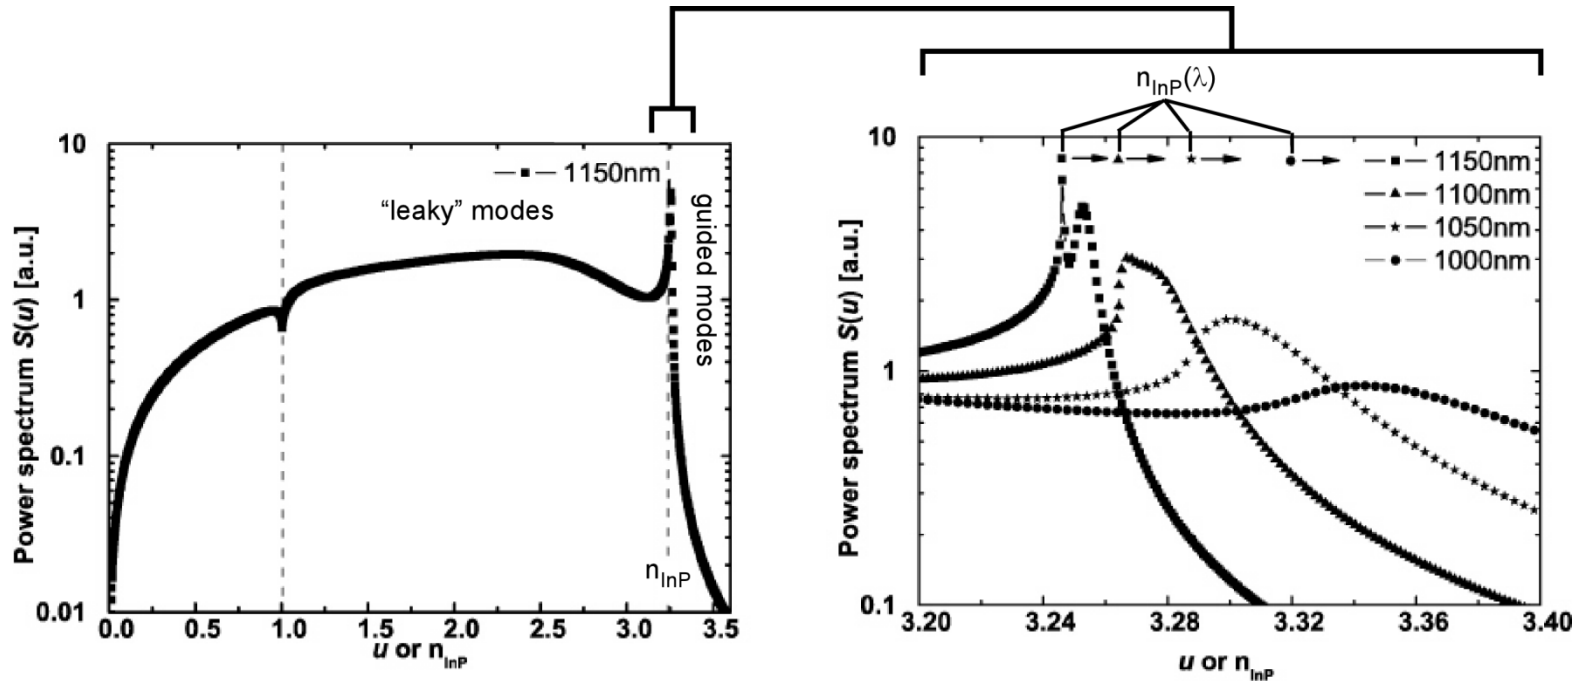 10
1
0.1
0.01
Power spectrum S(u) [a.u.]
1150nm
"leaky" modes
guided modes
n_InP
0.0 0.5 1.0 1.5 2.0 2.5 3.0 3.5
u or n_InP
n_InP(λ)
10
1
0.1
Power spectrum S(u) [a.u.]
1150nm
1100nm
1050nm
1000nm
3.20 3.24 3.28 3.32 3.36 3.40
u or n_InP